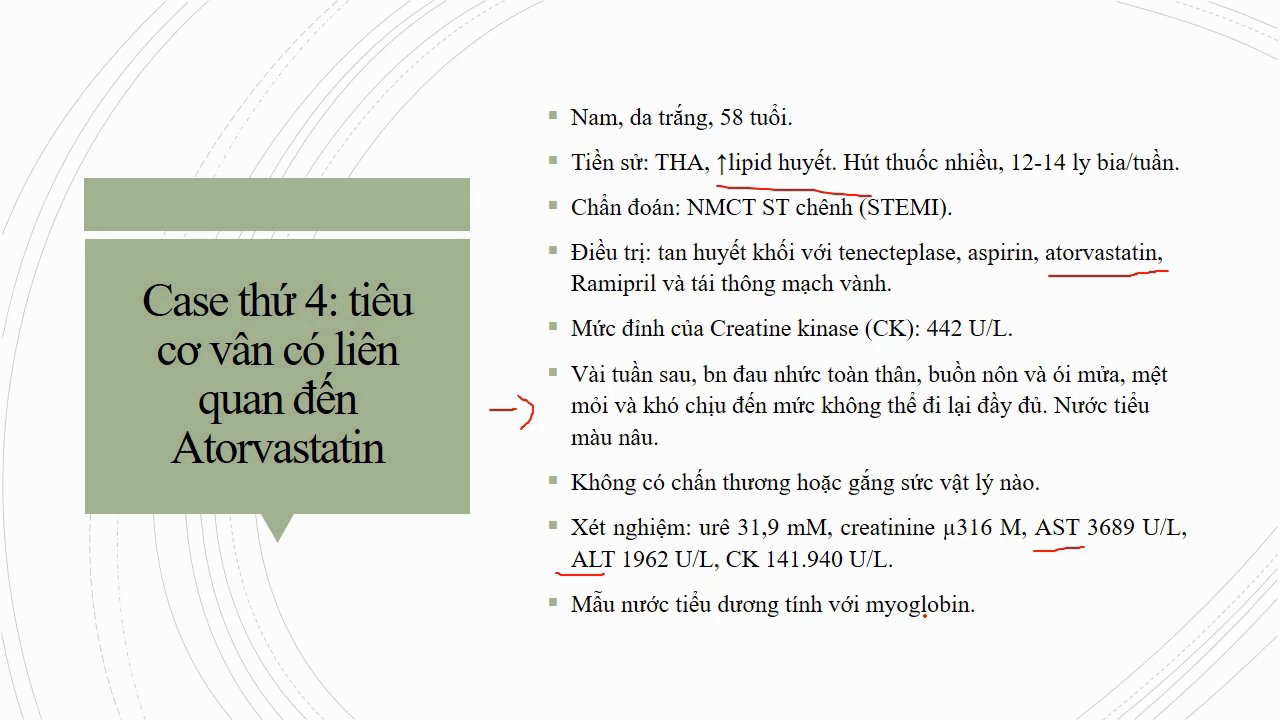 Case thứ 4: tiêu
cơ vân có liên
quan đến
Atorvastatin
Nam, da trắng, 58 tuổi.
Tiền sử: THA, ↑lipid huyết. Hút thuốc nhiều, 12-14 ly bia/tuần.
Chẩn đoán: NMCT ST chênh (STEMI).
Điều trị: tan huyết khối với tenecteplase, aspirin, atorvastatin,
Ramipril và tái thông mạch vành.
Mức đỉnh của Creatine kinase (CK): 442 U/L.
Vài tuần sau, bn đau nhức toàn thân, buồn nôn và ói mửa, mệt
mỏi và khó chịu đến mức không thể đi lại đầy đủ. Nước tiểu
màu nâu.
Không có chấn thương hoặc gắng sức vật lý nào.
Xét nghiệm: urê 31,9 mM, creatinine µ316 M, AST 3689 U/L,
ALT 1962 U/L, CK 141.940 U/L.
Mẫu nước tiểu dương tính với myoglobin.